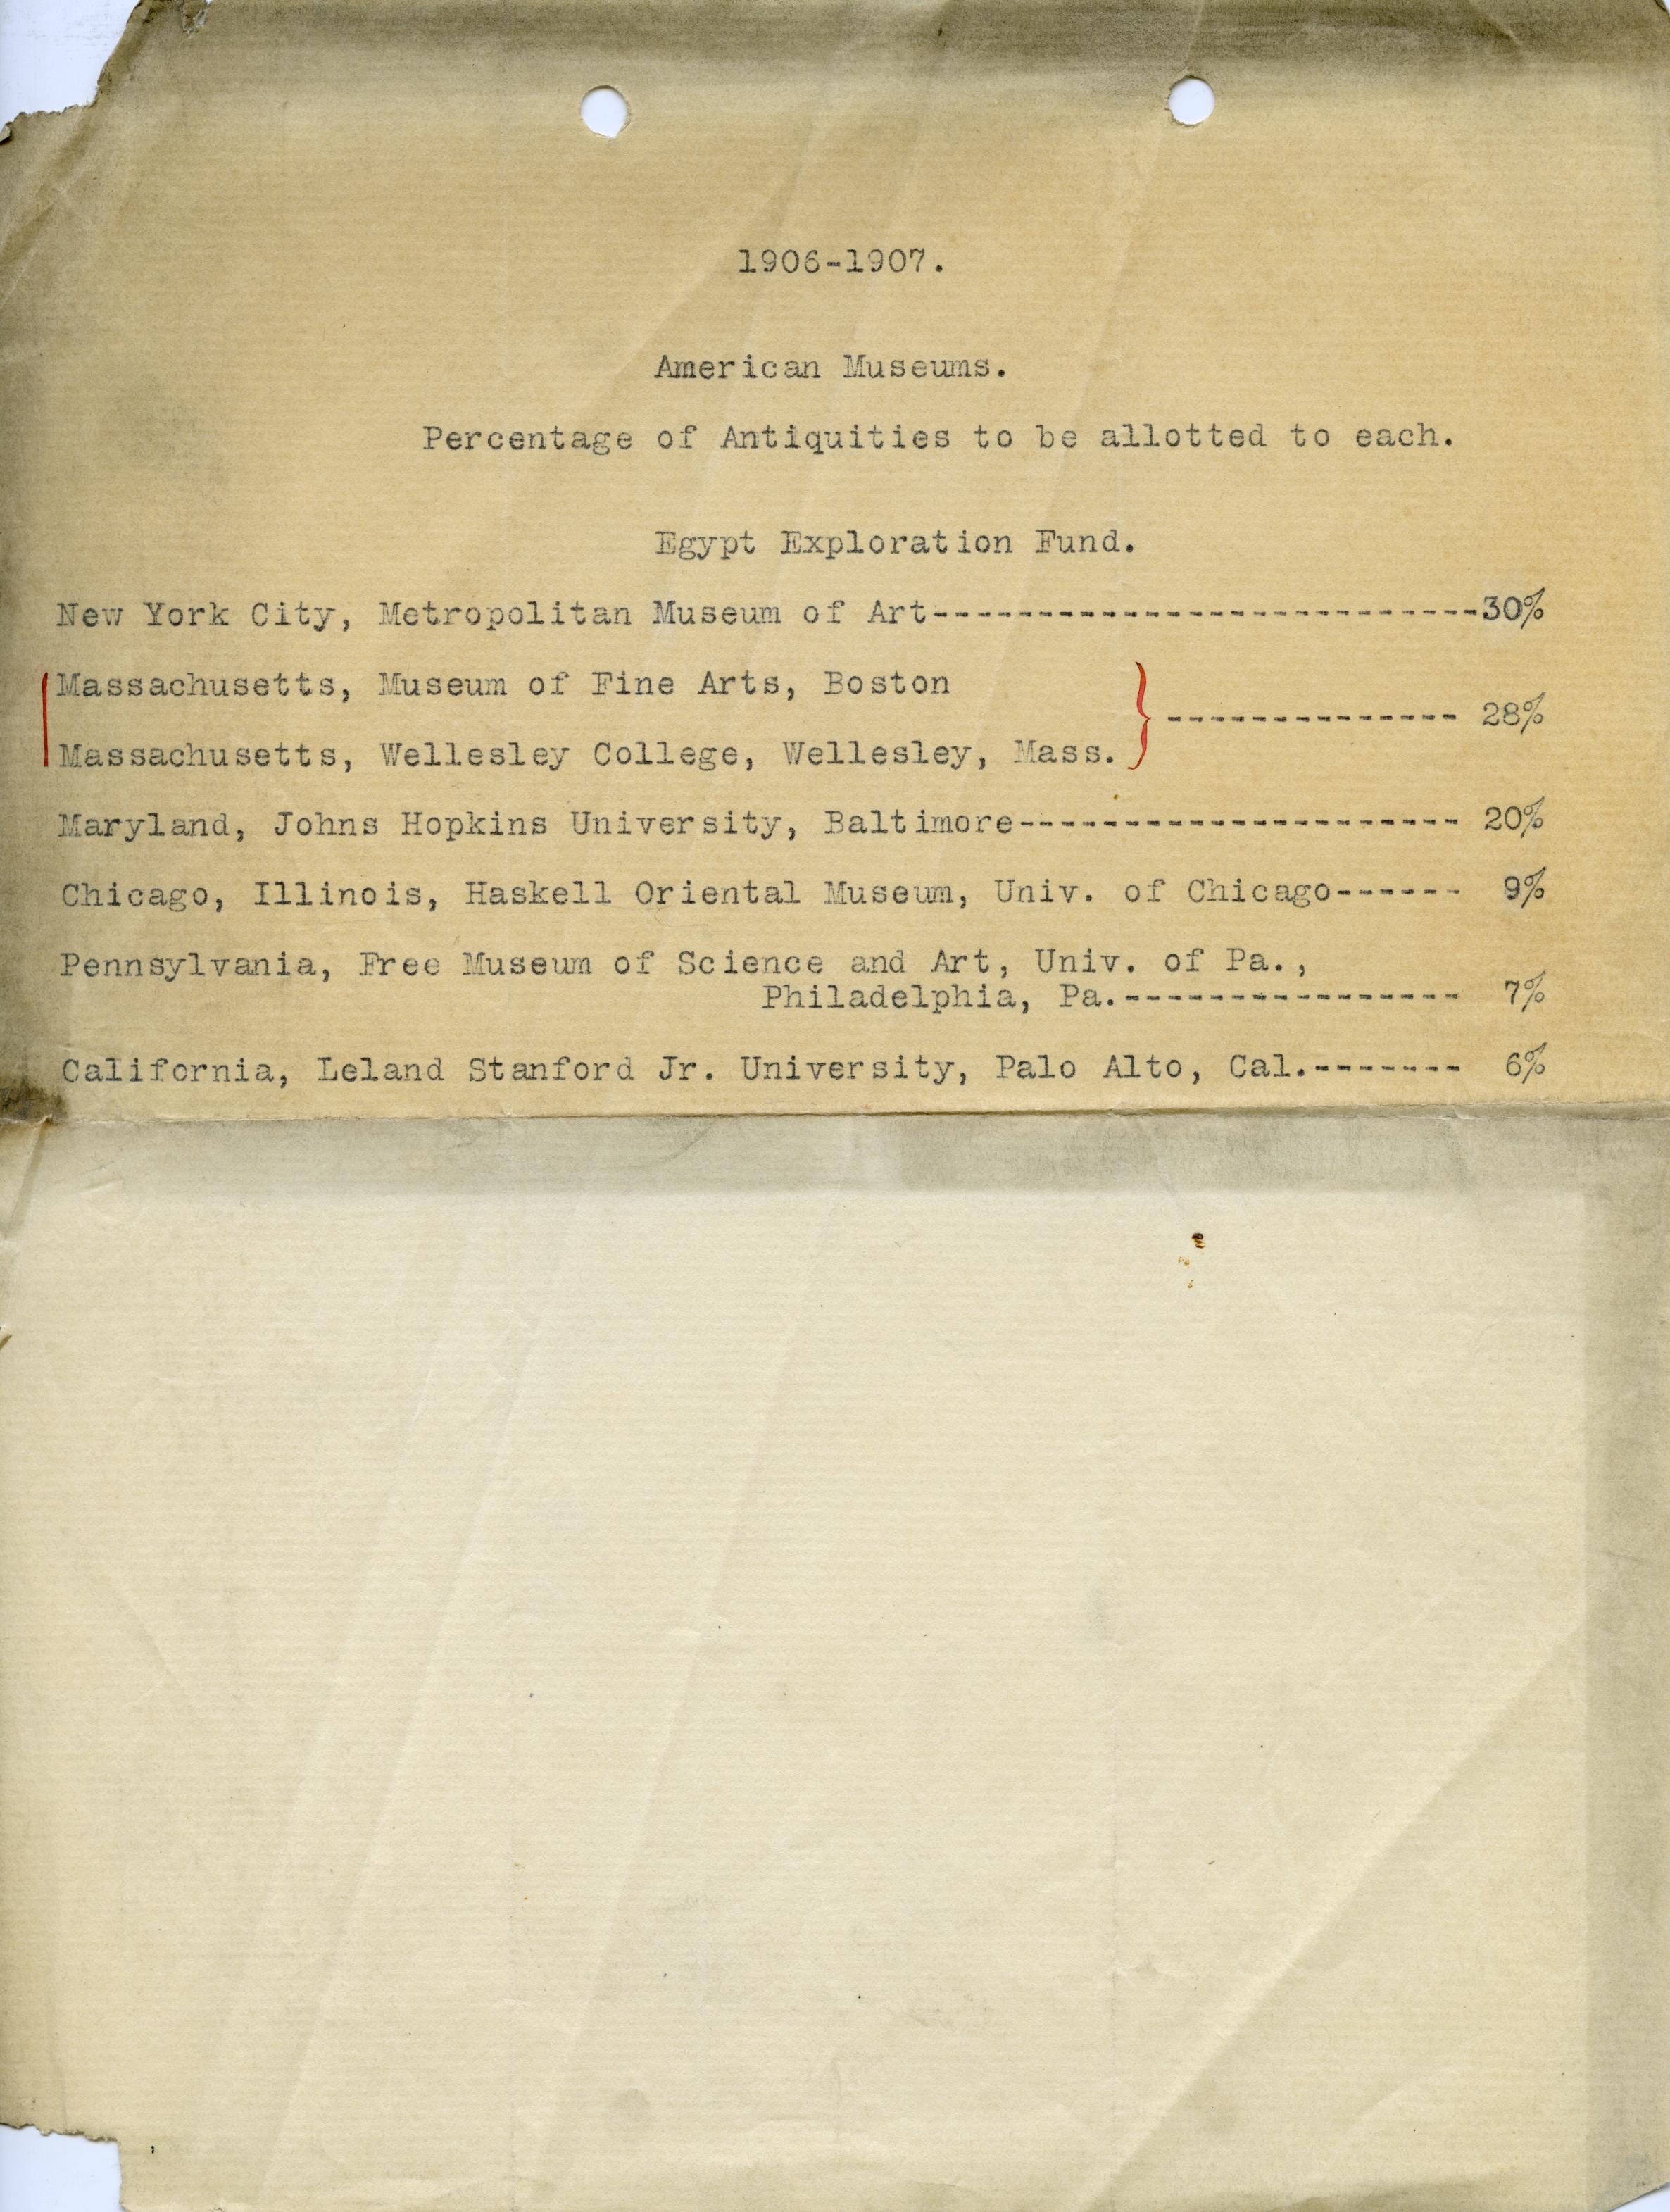 1906-1907.
American Museums.
Percentage of Antiquities to be allotted to each.
Egypt Exploration Fund.
New York City, Metropolitan Museum of Art--------------------------30%
Massachusetts, Museum of Fine Arts, Boston
} -------------- 28%
Massachusetts, Wellesley College, Wellesley, Mass.
Maryland, Johns Hopkins University, Baltimore--------------------- 20%
Chicago, Illinois, Haskell Oriental Museum, Univ. of Chicago------ 9%
Pennsylvania, Free Museum of Science and Art, Univ. of Pa.,
Philadelphia, Pa.---------------- 7%
California, Leland Stanford Jr. University, Palo Alto, Cal.------- 6%